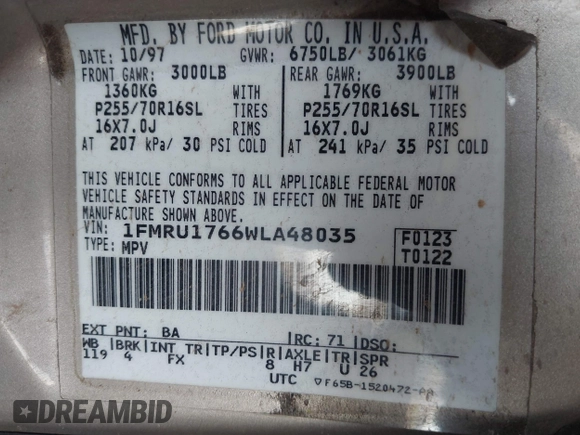 MFD. BY FORD MOTOR CO. IN U.S.A.
DATE: 10/97 GVWR: 6750LB/ 3061KG
FRONT GAWR: 3000LB REAR GAWR: 3900LB
1360KG WITH 1769KG WITH
P255/70R16SL TIRES P255/70R16SL TIRES
16X7.0J RIMS 16X7.0J RIMS
AT 207 kPa/ 30 PSI COLD AT 241 kPa/ 35 PSI COLD
THIS VEHICLE CONFORMS TO ALL APPLICABLE FEDERAL MOTOR
VEHICLE SAFETY STANDARDS IN EFFECT ON THE DATE OF
MANUFACTURE SHOWN ABOVE.
VIN: 1FMRU1766WLA48035 F0123
TYPE: MPV T0122
EXT PNT: BA RC: 71 DSO:
WB BRK INT TR TP/PS R AXLE TR SPR
119 4 FX 8 H7 U 26
UTC F65B-1520472-AA
DREAMBID